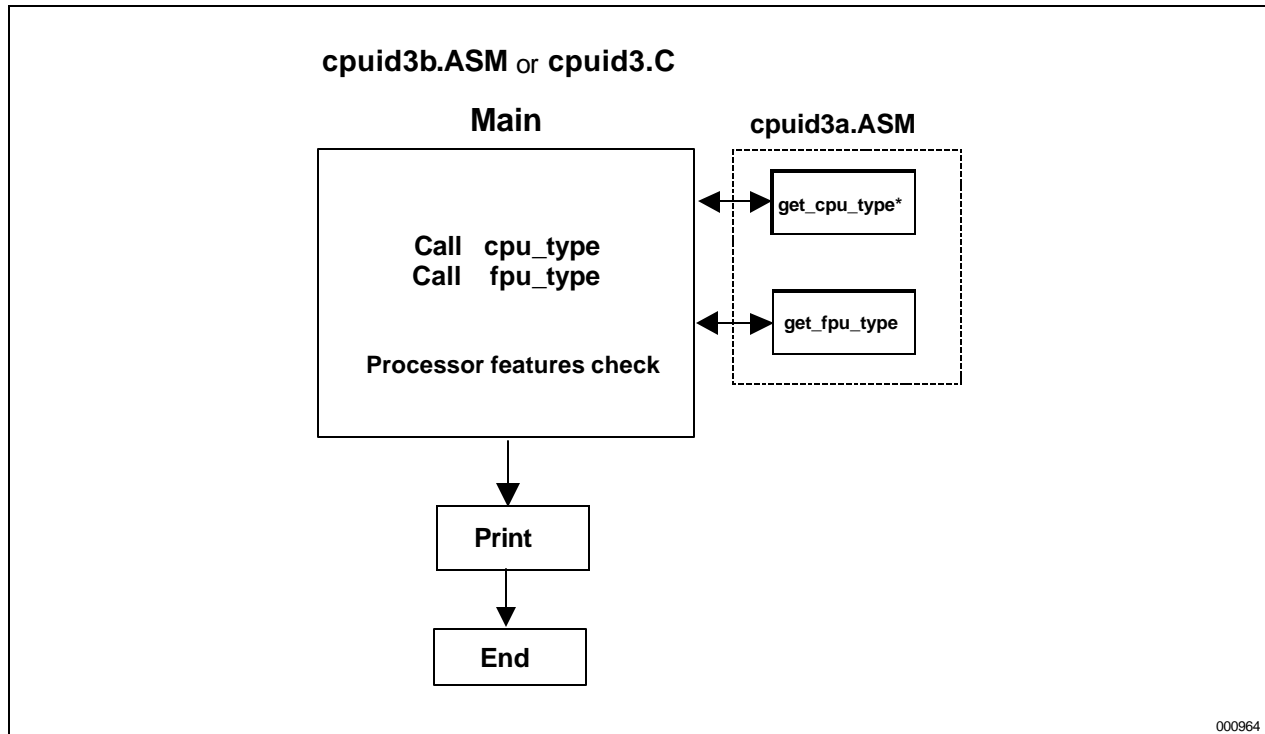 cpuid3b.ASM or cpuid3.C
Main
cpuid3a.ASM
get_cpu_type*
Call cpu_type
Call fpu_type
get_fpu_type
Processor features check
Print
End
000964